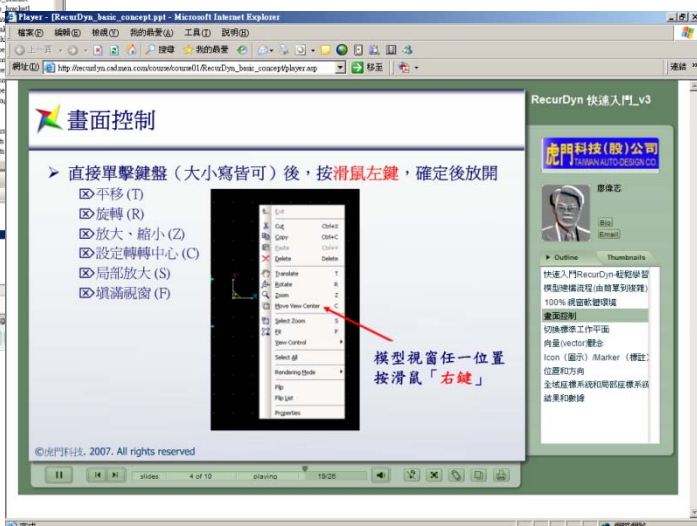 Player - [RecurDyn_basic_concept.ppt - Microsoft Internet Explorer
檔案(F) 編輯(E) 檢視(V) 我的最愛(A) 工具(T) 說明(H)
上一頁 搜尋 我的最愛
網址(D) http://recurdyn.cadmen.com/course/course01/RecurDyn_basic_concept/player.asp 移至 連結
RecurDyn 快速入門_v3
畫面控制
虎門科技(股)公司
TAIWAN AUTO-DESIGN CO.
➢ 直接單擊鍵盤（大小寫皆可）後，按滑鼠左鍵，確定後放開
平移 (T)
旋轉 (R)
放大、縮小 (Z)
設定轉轉中心 (C)
局部放大 (S)
填滿視窗 (F)
Exit
Cut Ctrl+X
Copy Ctrl+C
Paste Ctrl+V
Delete Delete
Translate T
Rotate R
Zoom Z
Move View Center C
Select Zoom S
Fit F
View Control
Select All
Rendering Mode
Flip
Flip List
Properties
模型視窗任一位置
按滑鼠「右鍵」
廖偉志
Bio
Email
Outline Thumbnails
快速入門RecurDyn-輕鬆學習
模型建構流程(由簡單到複雜)
100% 視窗軟體環境
畫面控制
切換標準工作平面
向量(vector)觀念
Icon（圖示）/Marker（標註）
位置和方向
全域座標系統和局部座標系統
結果和數據
©虎門科技. 2007. All rights reserved
slides: 4 of 10 playing 19/26
完成